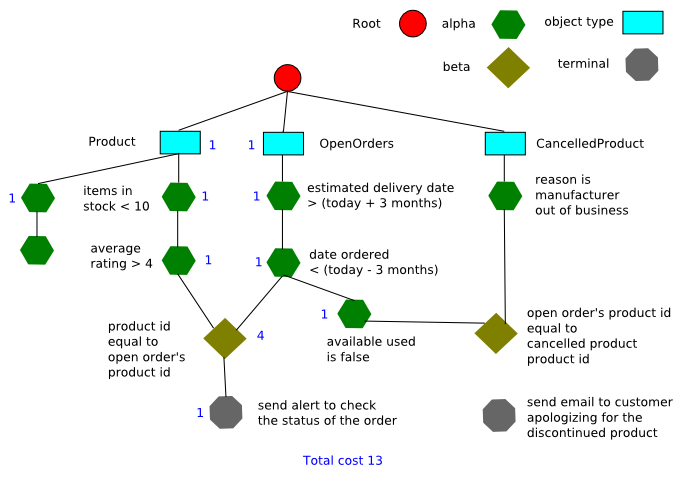 Root
alpha
object type
beta
terminal
Product
1
1
OpenOrders
CancelledProduct
1
items in
stock < 10
1
1
estimated delivery date
> (today + 3 months)
reason is
manufacturer
out of business
average
rating > 4
1
1
date ordered
< (today - 3 months)
1
available used
is false
open order's product id
equal to
cancelled product
product id
product id
equal to
open order's
product id
4
1
send alert to check
the status of the order
send email to customer
apologizing for the
discontinued product
Total cost 13